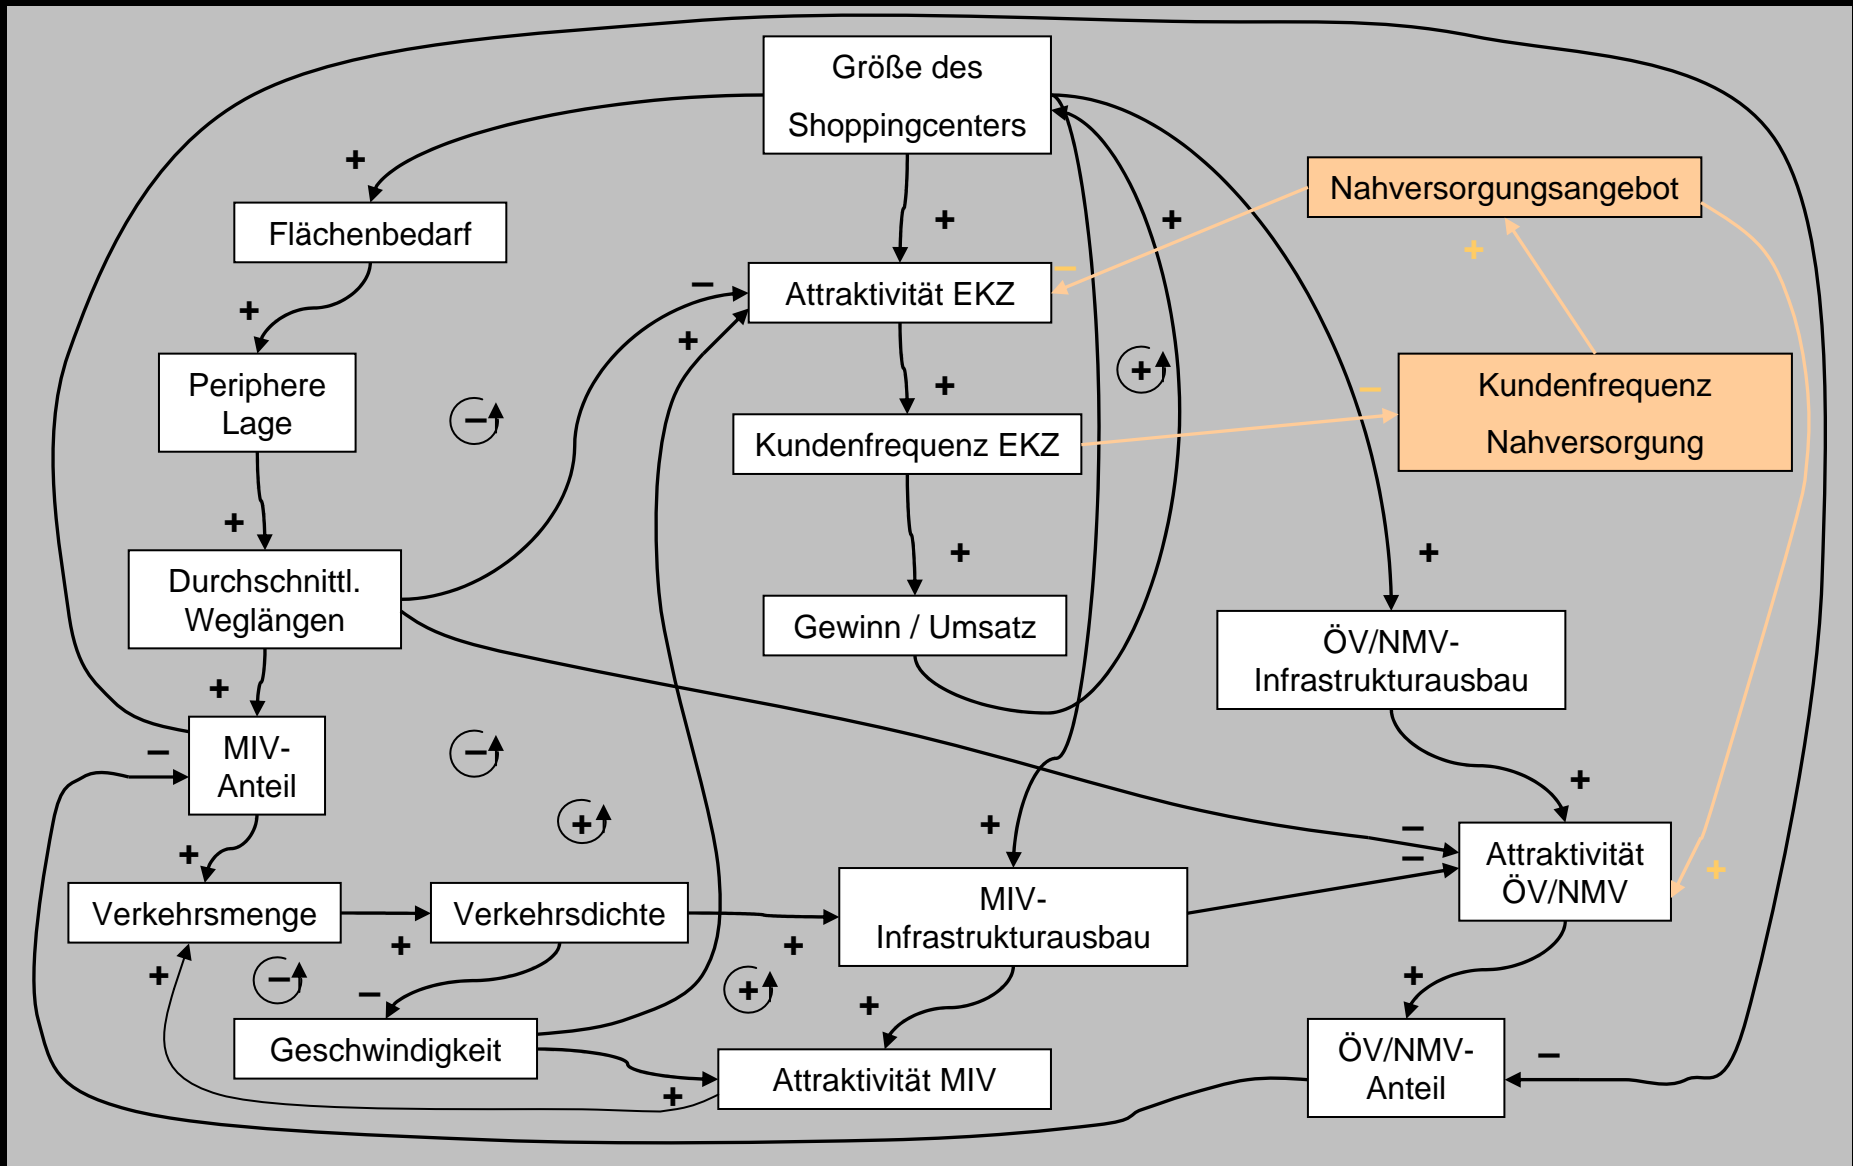 Größe des
Shoppingcenters
+
Nahversorgungsangebot
Flächenbedarf
+
+
+
–
–
Attraktivität EKZ
+
+
Periphere
Lage
–
+
+
–
Kundenfrequenz
Nahversorgung
Kundenfrequenz EKZ
+
+
+
Durchschnittl.
Weglängen
Gewinn / Umsatz
ÖV/NMV-
Infrastrukturausbau
+
–
MIV-
Anteil
–
+
+
+
–
–
+
Attraktivität
ÖV/NMV
+
Verkehrsmenge
Verkehrsdichte
MIV-
Infrastrukturausbau
+
+
+
–
–
+
+
+
Geschwindigkeit
ÖV/NMV-
Anteil
–
Attraktivität MIV
+